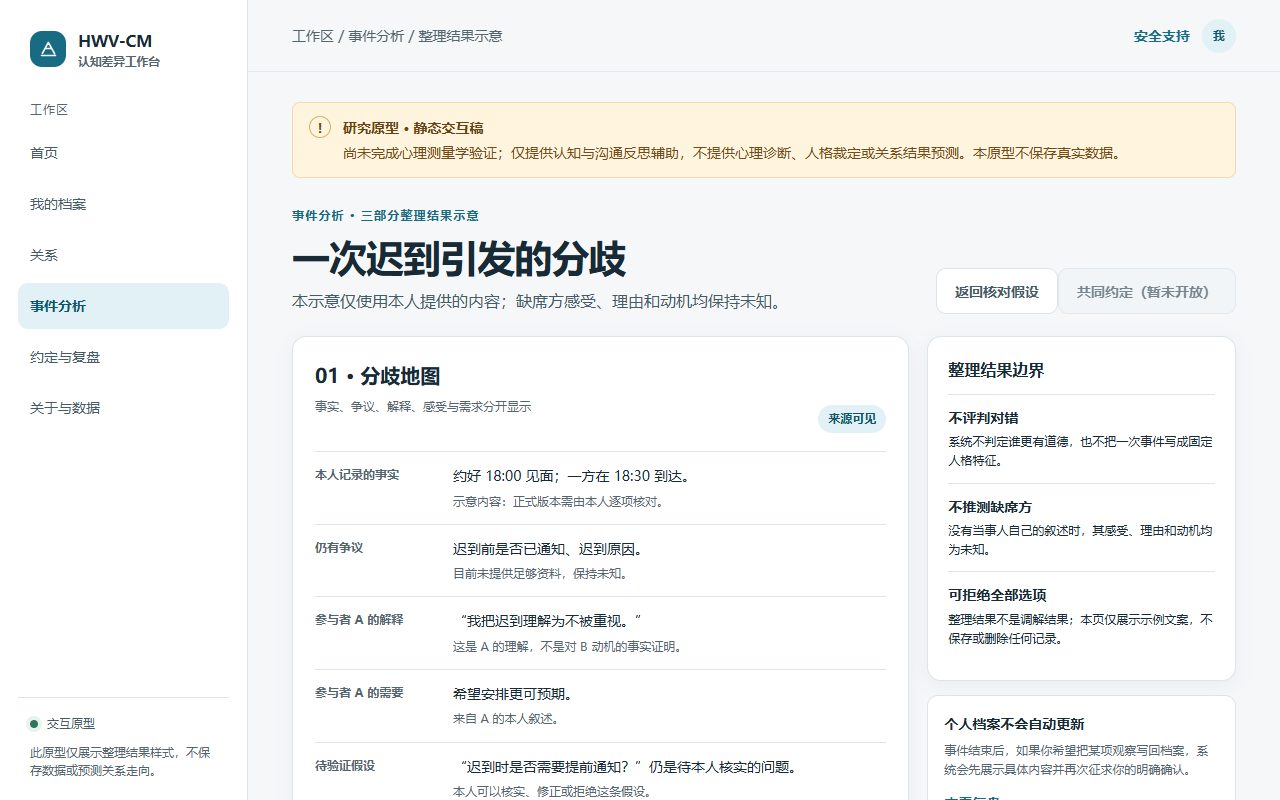 HWV-CM
认知差异工作台
工作区
首页
我的档案
关系
事件分析
约定与复盘
关于与数据
交互原型
此原型仅展示整理结果样式，不保
存数据或预测关系走向。
工作区 / 事件分析 / 整理结果示意
安全支持
我
!
研究原型 • 静态交互稿
尚未完成心理测量学验证；仅提供认知与沟通反思辅助，不提供心理诊断、人格裁定或关系结果预测。本原型不保存真实数据。
事件分析 • 三部分整理结果示意
一次迟到引发的分歧
本示意仅使用本人提供的内容；缺席方感受、理由和动机均保持未知。
返回核对假设
共同约定（暂未开放）
01 • 分歧地图
事实、争议、解释、感受与需求分开显示
来源可见
本人记录的事实
约好 18:00 见面；一方在 18:30 到达。
示意内容：正式版本需由本人逐项核对。
仍有争议
迟到前是否已通知、迟到原因。
目前未提供足够资料，保持未知。
参与者 A 的解释
“我把迟到理解为不被重视。”
这是 A 的理解，不是对 B 动机的事实证明。
参与者 A 的需要
希望安排更可预期。
来自 A 的本人叙述。
待验证假设
“迟到时是否需要提前通知？”仍是待本人核实的问题。
本人可以核实、修正或拒绝这条假设。
整理结果边界
不评判对错
系统不判定谁更有道德，也不把一次事件写成固定
人格特征。
不推测缺席方
没有当事人自己的叙述时，其感受、理由和动机均
为未知。
可拒绝全部选项
整理结果不是调解结果；本页仅展示示例文案，不
保存或删除任何记录。
个人档案不会自动更新
事件结束后，如果你希望把某项观察写回档案，系
统会先展示具体内容并再次征求你的明确确认。